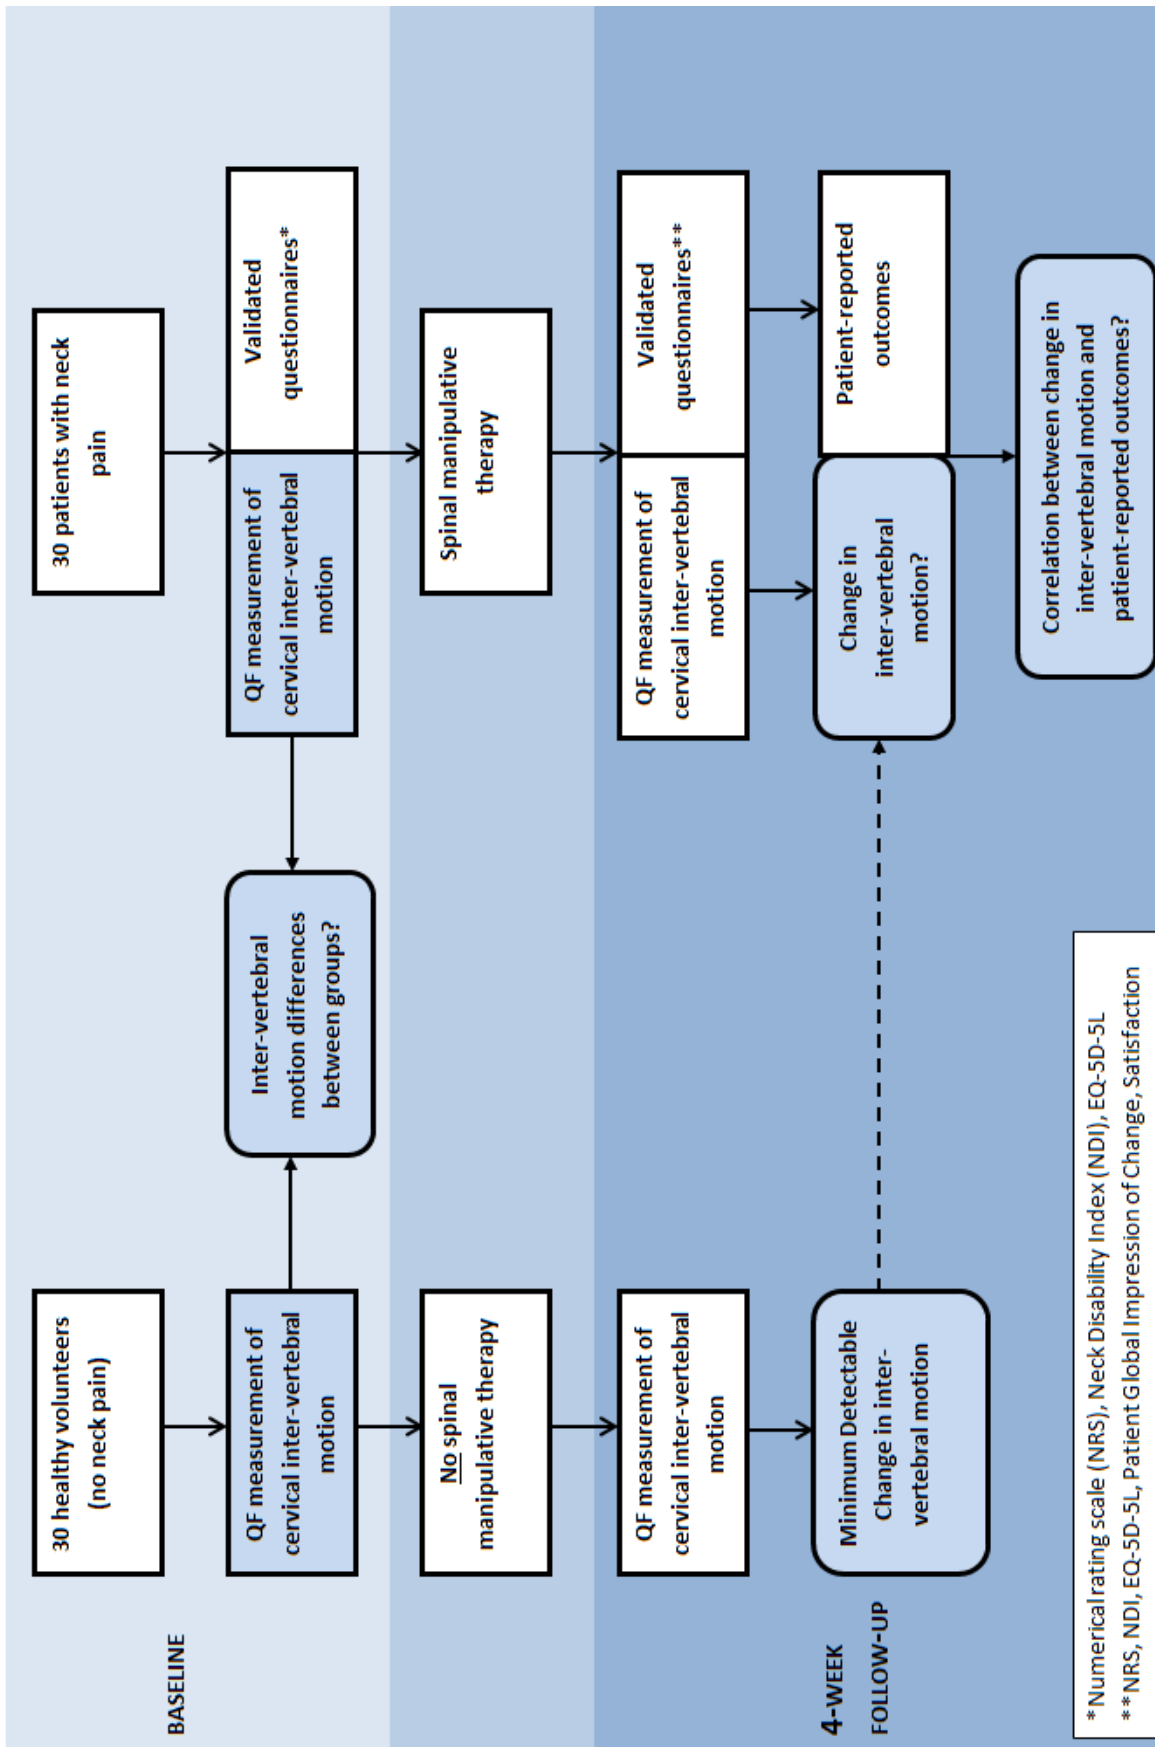 BASELINE
30 healthy volunteers
(no neck pain)
30 patients with neck
pain
QF measurement of
cervical inter-vertebral
motion
Inter-vertebral
motion differences
between groups?
QF measurement of
cervical inter-vertebral
motion
Validated
questionnaires*
No spinal
manipulative therapy
Spinal manipulative
therapy
4-WEEK
FOLLOW-UP
QF measurement of
cervical inter-vertebral
motion
QF measurement of
cervical inter-vertebral
motion
Validated
questionnaires**
Minimum Detectable
Change in inter-
vertebral motion
Change in
inter-vertebral
motion?
Patient-reported
outcomes
Correlation between change in
inter-vertebral motion and
patient-reported outcomes?
*Numerical rating scale (NRS), Neck Disability Index (NDI), EQ-5D-5L
**NRS, NDI, EQ-5D-5L, Patient Global Impression of Change, Satisfaction